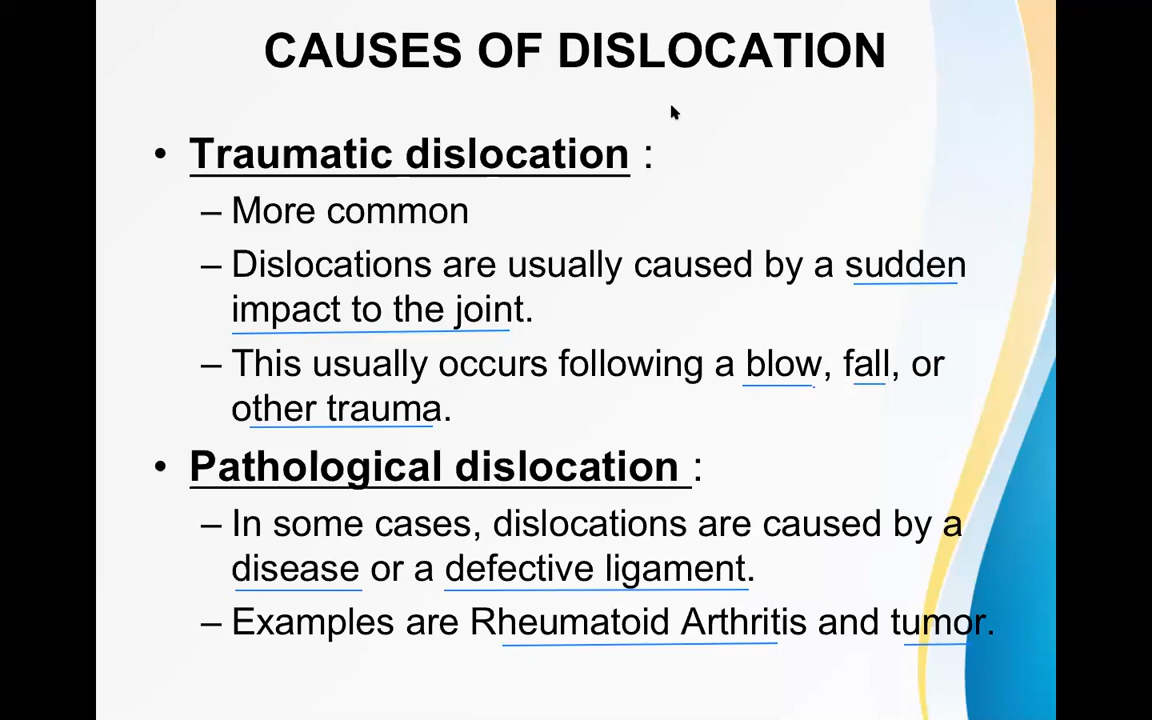 CAUSES OF DISLOCATION
• Traumatic dislocation :
– More common
– Dislocations are usually caused by a sudden
impact to the joint.
– This usually occurs following a blow, fall, or
other trauma.
• Pathological dislocation :
– In some cases, dislocations are caused by a
disease or a defective ligament.
– Examples are Rheumatoid Arthritis and tumor.